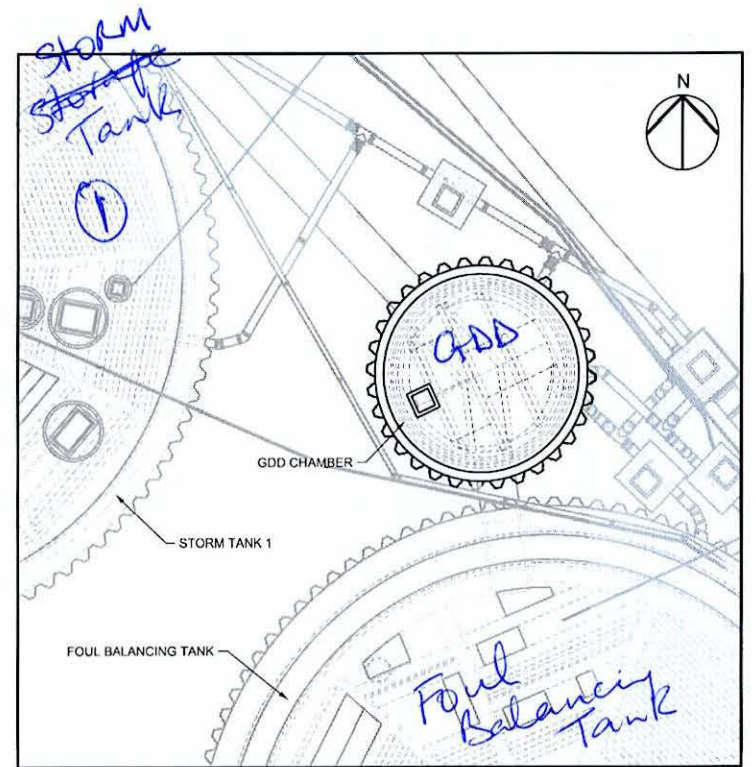 STORM
Storage
Tank
1
N
GDD
GDD CHAMBER
STORM TANK 1
FOUL BALANCING TANK
Foul
Balancing
Tank